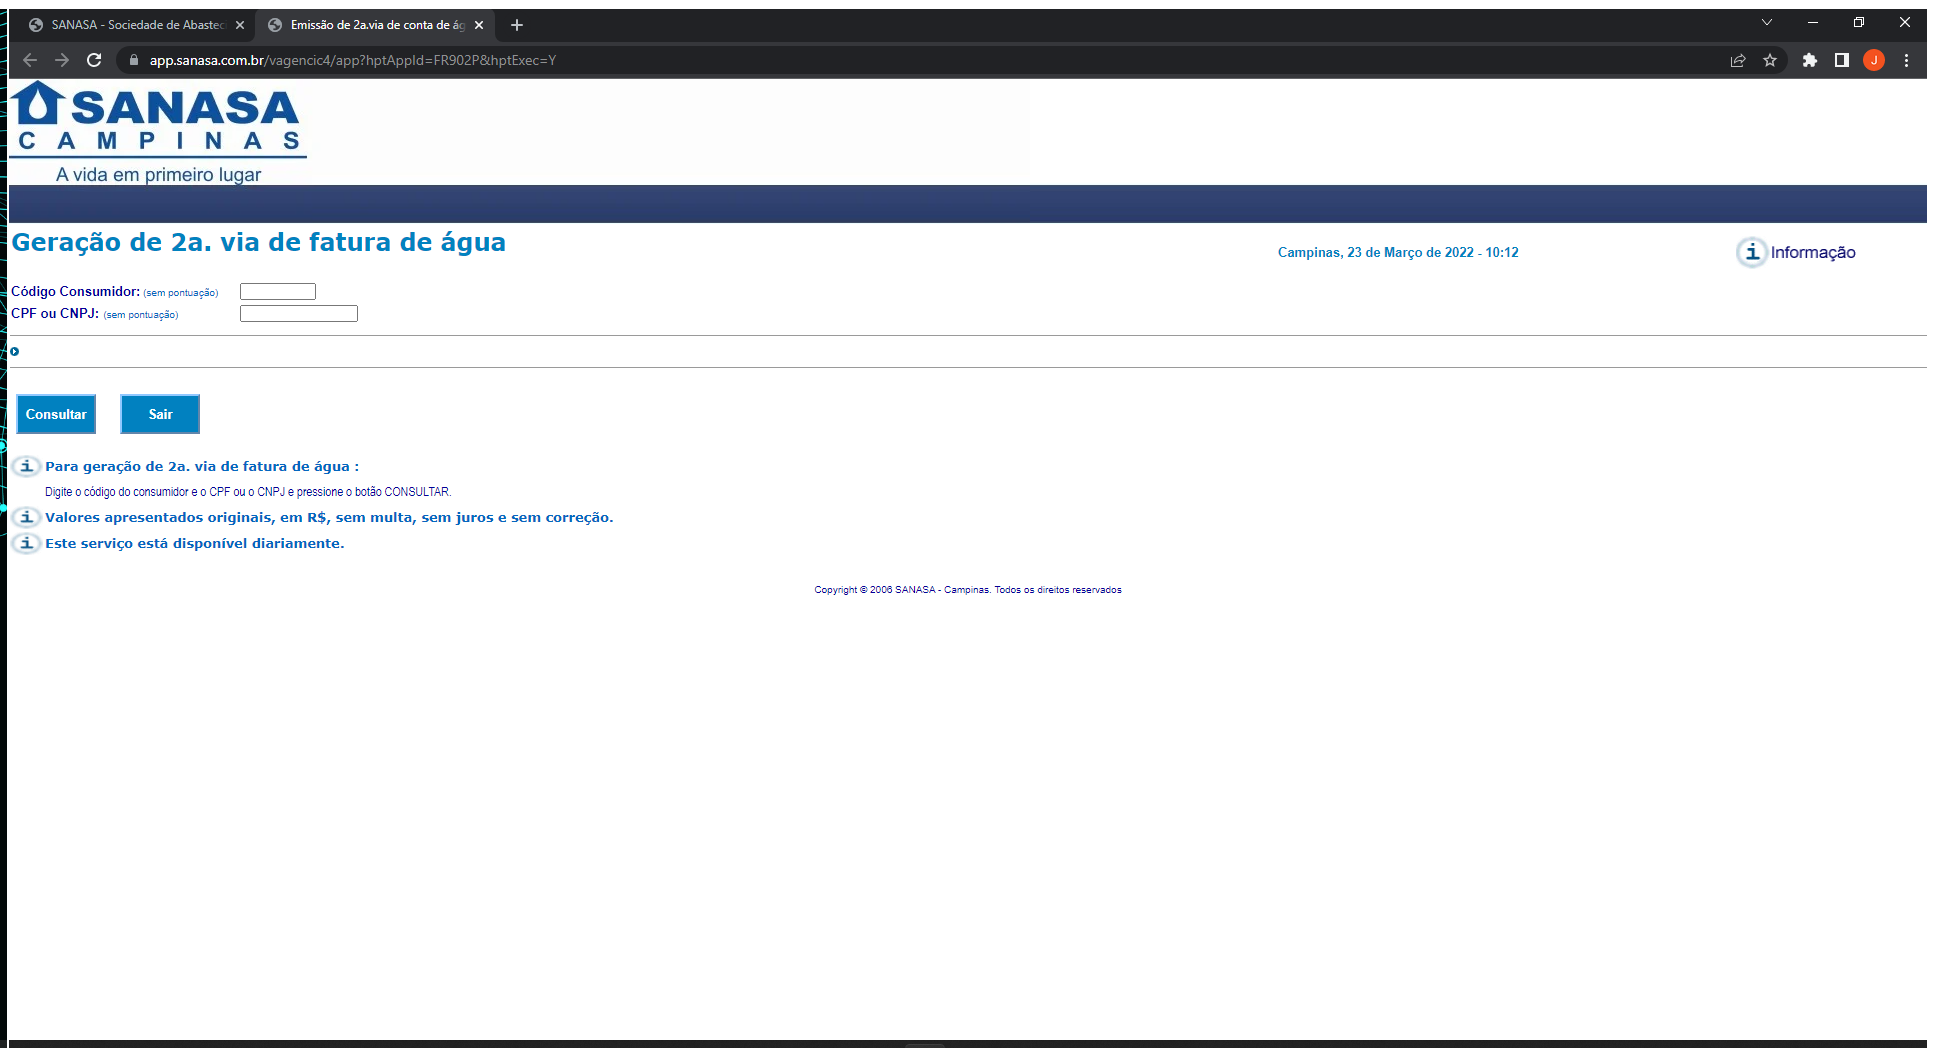 SANASA - Sociedade de Abastec
Emissão de 2a.via de conta de ág
app.sanasa.com.br/vagencic4/app?hptAppId=FR902P&hptExec=Y
J
SANASA
CAMPINAS
A vida em primeiro lugar
Geração de 2a. via de fatura de água
Campinas, 23 de Março de 2022 - 10:12
Informação
Código Consumidor: (sem pontuação)
CPF ou CNPJ: (sem pontuação)
Consultar
Sair
Para geração de 2a. via de fatura de água :
Digite o código do consumidor e o CPF ou o CNPJ e pressione o botão CONSULTAR.
Valores apresentados originais, em R$, sem multa, sem juros e sem correção.
Este serviço está disponível diariamente.
Copyright © 2006 SANASA - Campinas. Todos os direitos reservados